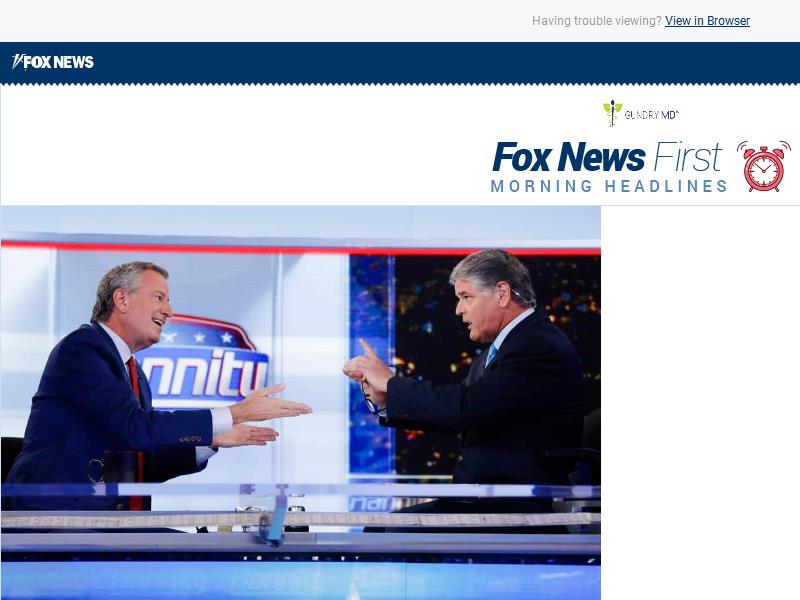 Having trouble viewing? View in Browser
FOX NEWS
GUNDRY MD
Fox News First
MORNING HEADLINES
nnity